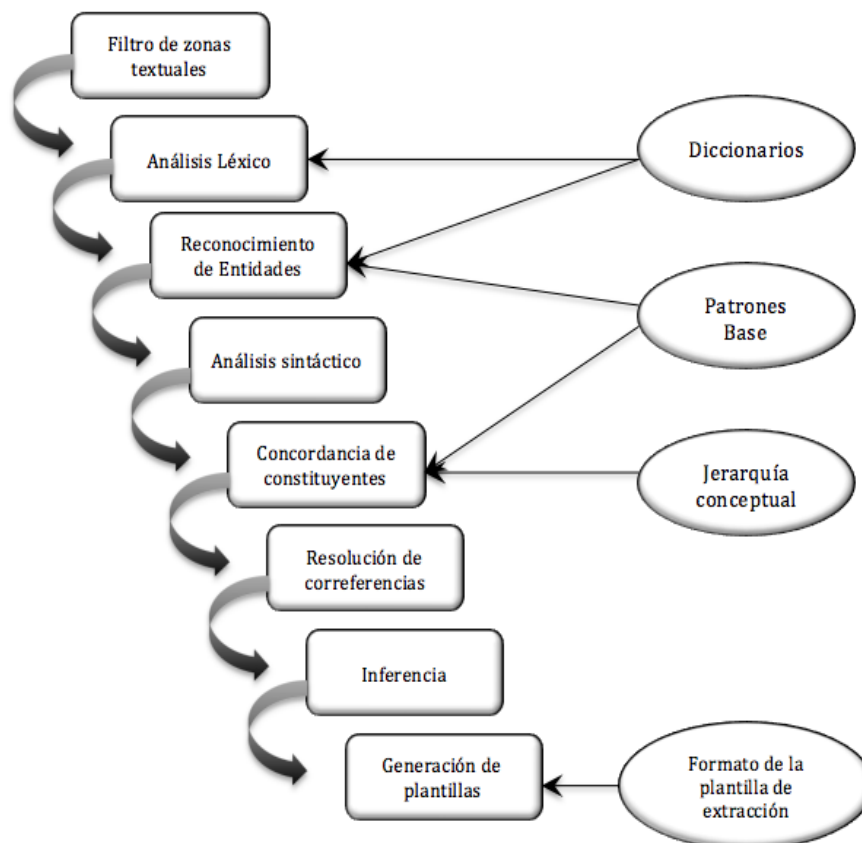 Filtro de zonas
textuales
Análisis Léxico
Diccionarios
Reconocimiento
de Entidades
Patrones
Base
Análisis sintáctico
Concordancia de
constituyentes
Jerarquía
conceptual
Resolución de
correferencias
Inferencia
Generación de
plantillas
Formato de la
plantilla de
extracción